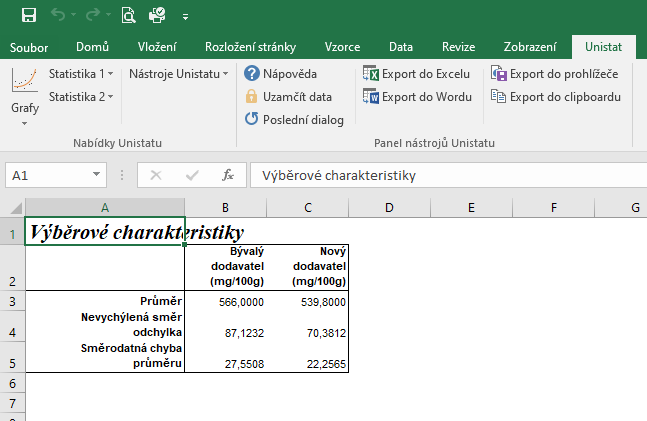 Soubor Domů Vložení Rozložení stránky Vzorce Data Revize Zobrazení Unistat
Statistika 1 Nástroje Unistatu Nápověda Export do Excelu Export do prohlížeče
Statistika 2 Uzamčít data Export do Wordu Export do clipboardu
Grafy Poslední dialog
Nabídky Unistatu Panel nástrojů Unistatu
A1 fx Výběrové charakteristiky
A B C D E F G
1 Výběrové charakteristiky
Bývalý Nový
dodavatel dodavatel
2 (mg/100g) (mg/100g)
3 Průměr 566,0000 539,8000
Nevychýlená směr
4 odchylka 87,1232 70,3812
Směrodatná chyba
5 průměru 27,5508 22,2565
6
7